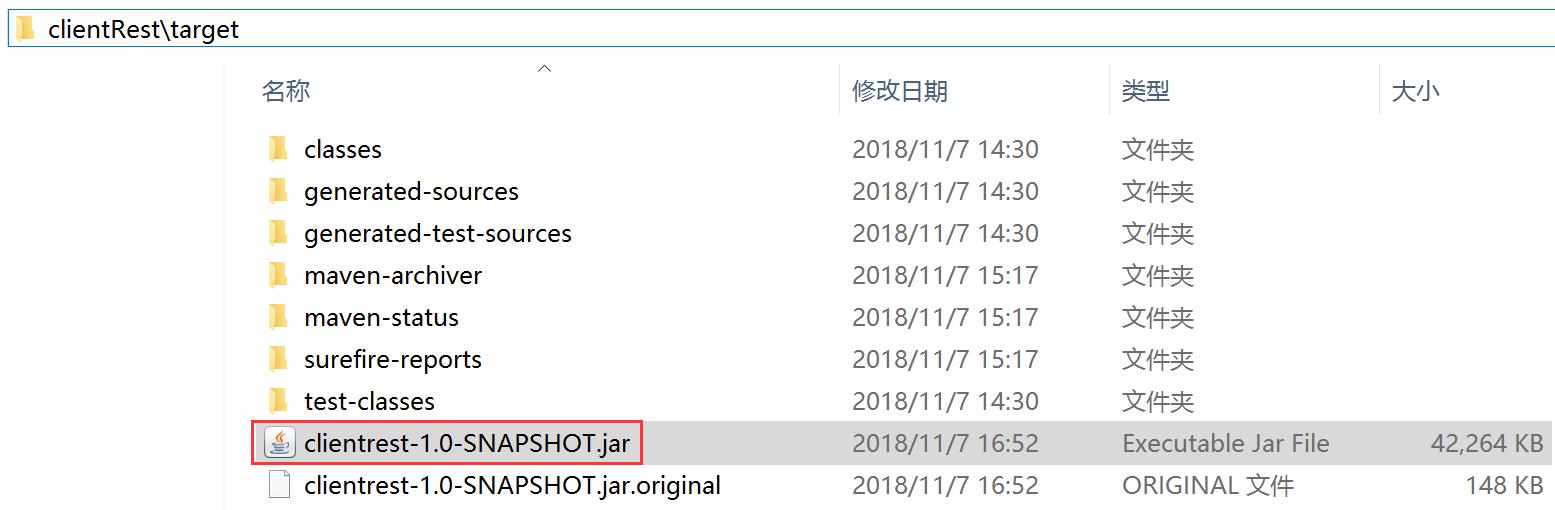 clientRest\target
名称 修改日期 类型 大小
classes 2018/11/7 14:30 文件夹
generated-sources 2018/11/7 14:30 文件夹
generated-test-sources 2018/11/7 14:30 文件夹
maven-archiver 2018/11/7 15:17 文件夹
maven-status 2018/11/7 15:17 文件夹
surefire-reports 2018/11/7 15:17 文件夹
test-classes 2018/11/7 14:30 文件夹
clientrest-1.0-SNAPSHOT.jar 2018/11/7 16:52 Executable Jar File 42,264 KB
clientrest-1.0-SNAPSHOT.jar.original 2018/11/7 16:52 ORIGINAL 文件 148 KB